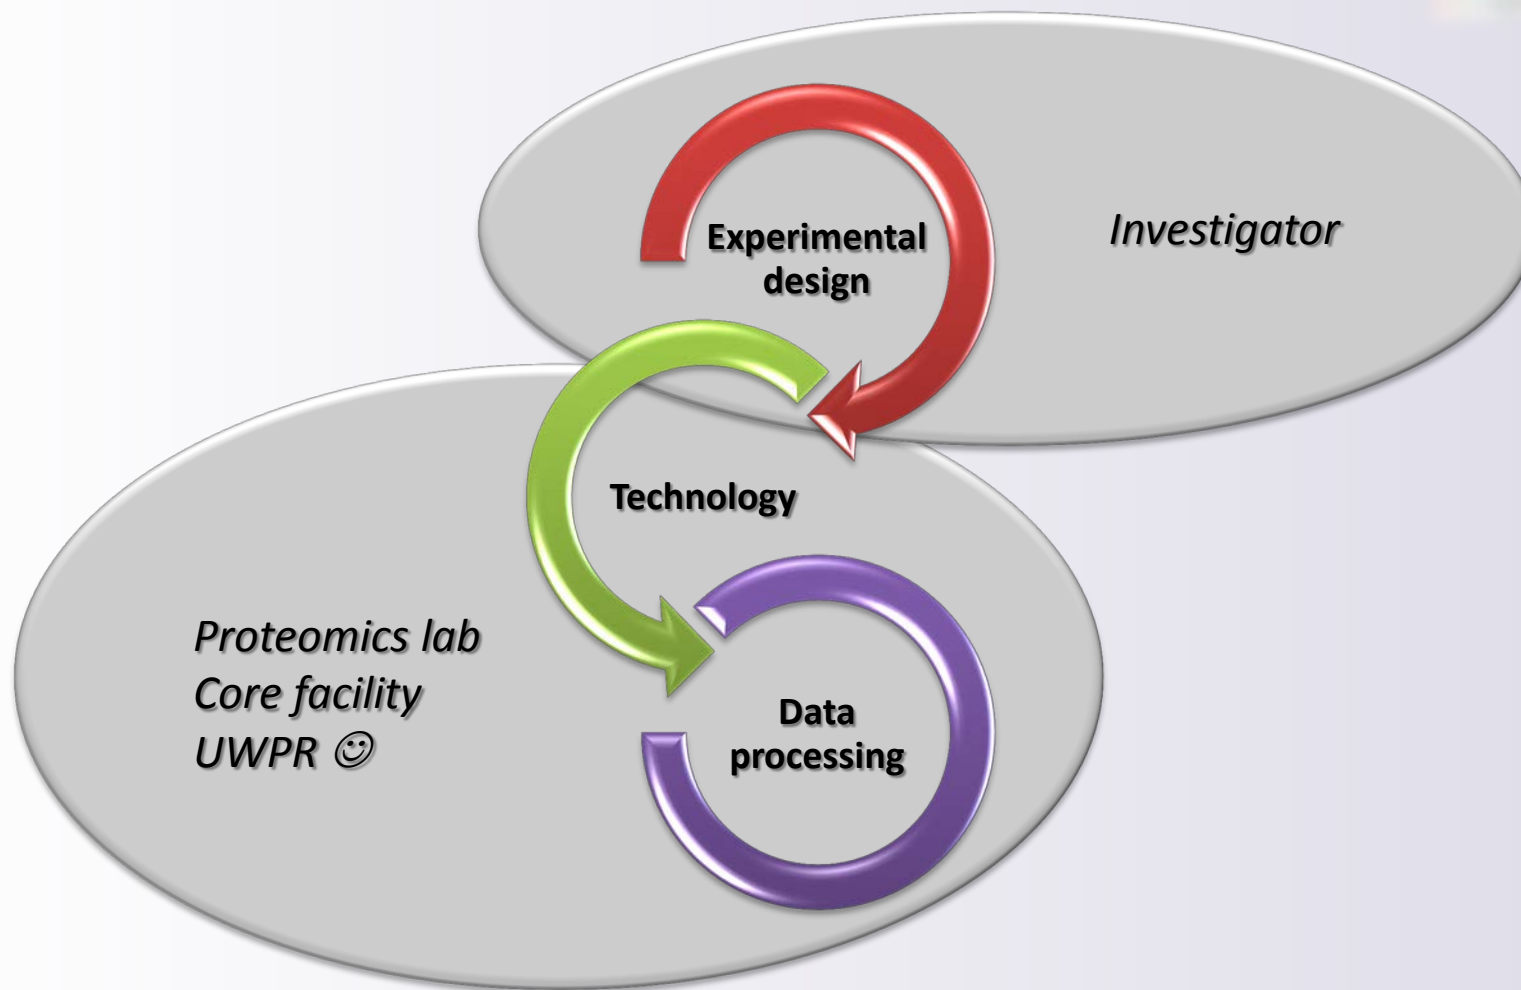 Experimental
design
Investigator
Technology
Proteomics lab
Core facility
UWPR ☺
Data
processing